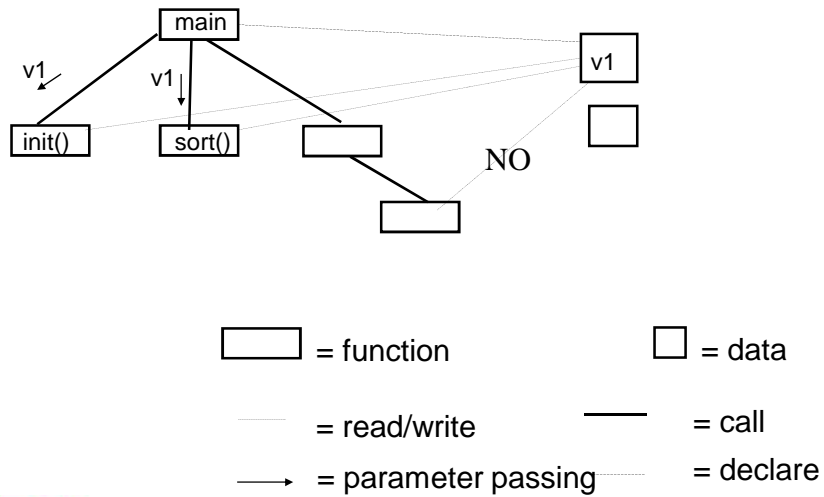 main
v1
v1
v1
init()
sort()
NO
= function
= data
= read/write
= call
= parameter passing
= declare